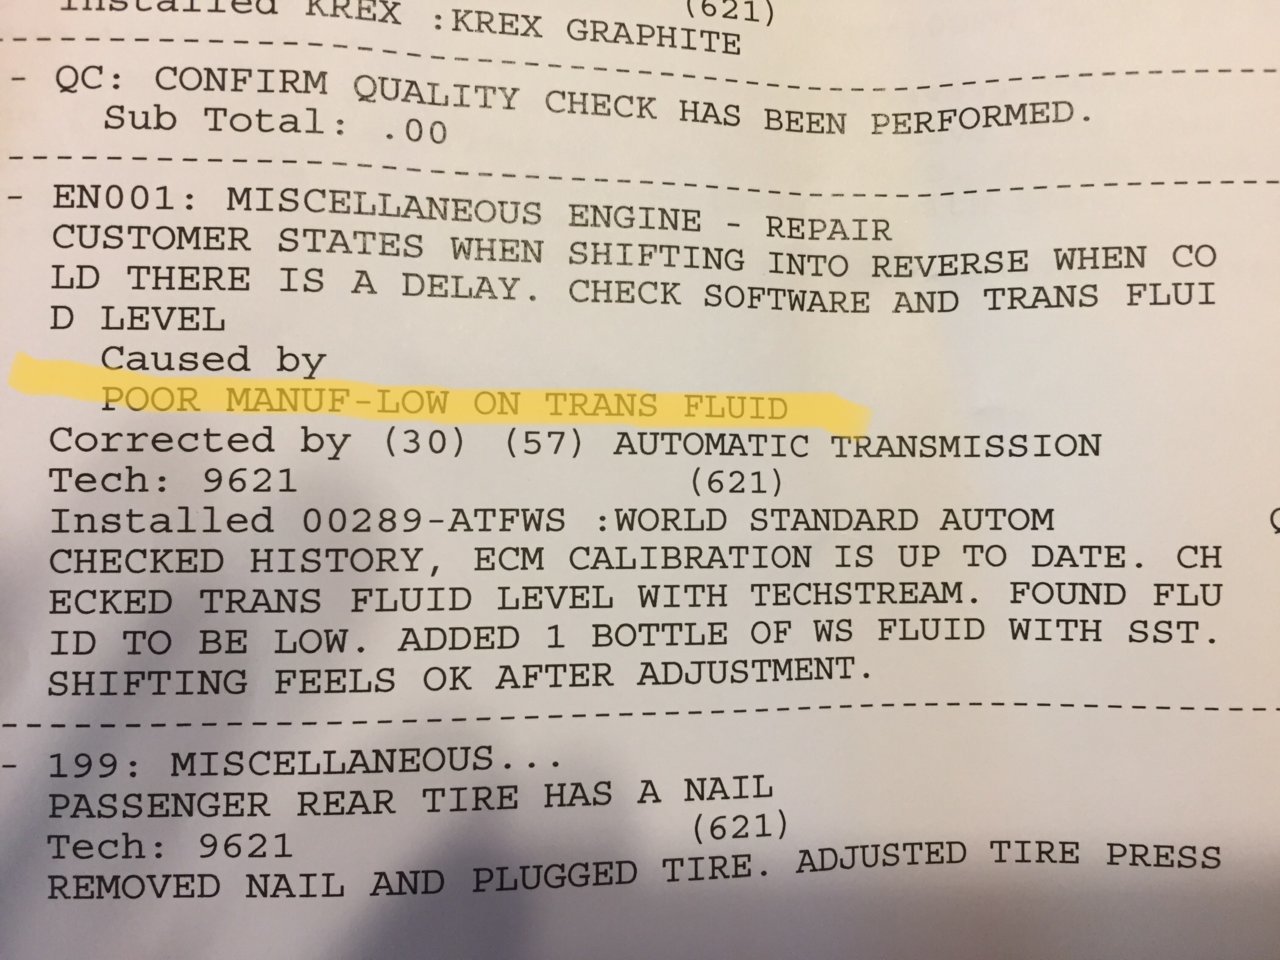 Installed KREX :KREX GRAPHITE (621)
- QC: CONFIRM QUALITY CHECK HAS BEEN PERFORMED.
Sub Total: .00
- EN001: MISCELLANEOUS ENGINE - REPAIR
CUSTOMER STATES WHEN SHIFTING INTO REVERSE WHEN CO
LD THERE IS A DELAY. CHECK SOFTWARE AND TRANS FLUI
D LEVEL
Caused by
POOR MANUF-LOW ON TRANS FLUID
Corrected by (30) (57) AUTOMATIC TRANSMISSION
Tech: 9621 (621)
Installed 00289-ATFWS :WORLD STANDARD AUTOM
CHECKED HISTORY, ECM CALIBRATION IS UP TO DATE. CH
ECKED TRANS FLUID LEVEL WITH TECHSTREAM. FOUND FLU
ID TO BE LOW. ADDED 1 BOTTLE OF WS FLUID WITH SST.
SHIFTING FEELS OK AFTER ADJUSTMENT.
- 199: MISCELLANEOUS...
PASSENGER REAR TIRE HAS A NAIL
Tech: 9621 (621)
REMOVED NAIL AND PLUGGED TIRE. ADJUSTED TIRE PRESS